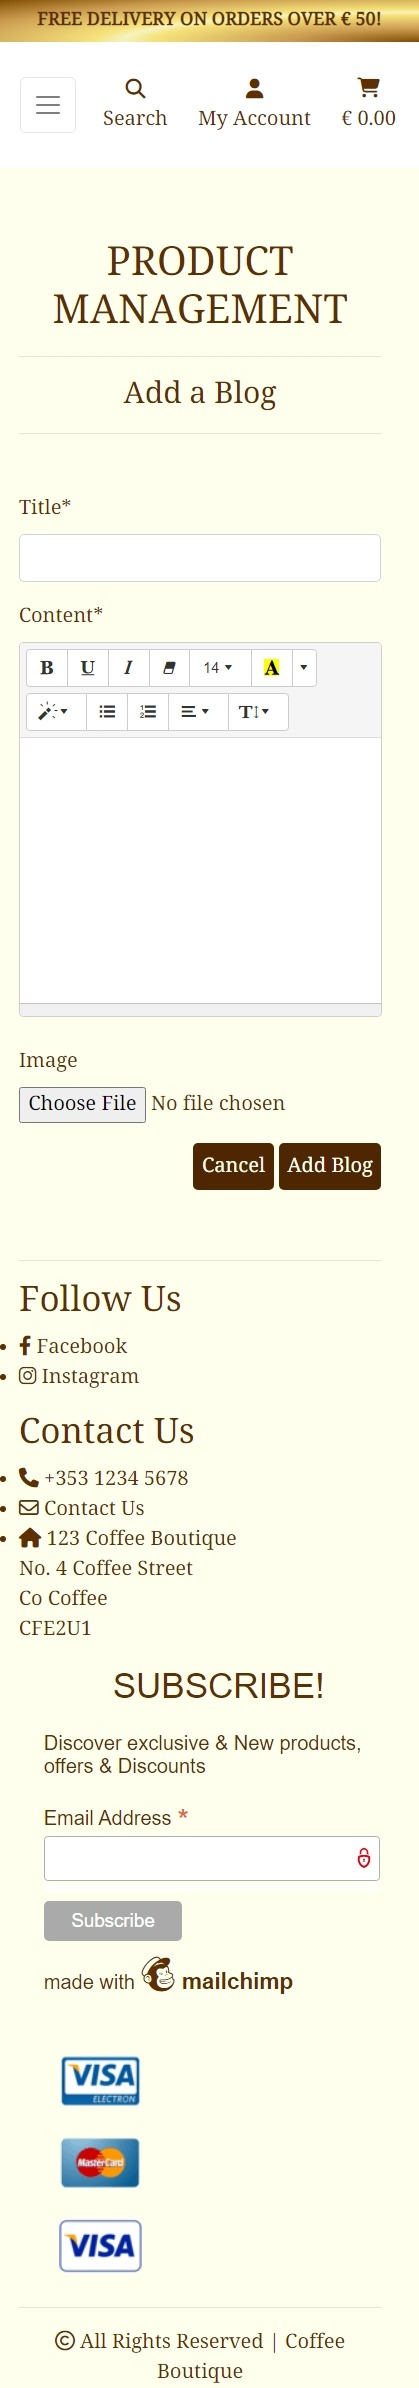 FREE DELIVERY ON ORDERS OVER € 50!
Search
My Account
€ 0.00
PRODUCT
MANAGEMENT
Add a Blog
Title*
Content*
B U I 14 A
T
Image
Choose File No file chosen
Cancel Add Blog
Follow Us
Facebook
Instagram
Contact Us
+353 1234 5678
Contact Us
123 Coffee Boutique
No. 4 Coffee Street
Co Coffee
CFE2U1
SUBSCRIBE!
Discover exclusive & New products,
offers & Discounts
Email Address *
Subscribe
made with mailchimp
VISA
ELECTRON
MasterCard
VISA
© All Rights Reserved | Coffee
Boutique